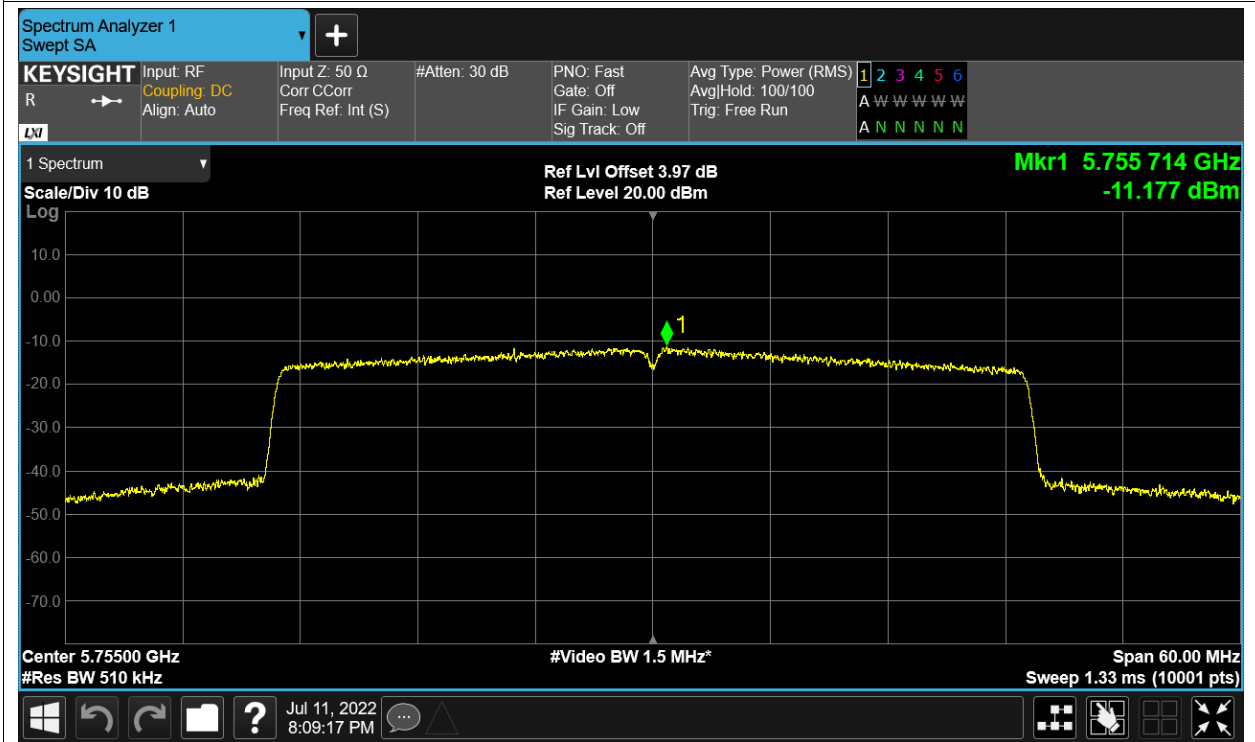 Spectrum Analyzer 1
Swept SA
+
KEYSIGHT
R
LXI
Input: RF
Coupling: DC
Align: Auto
Input Z: 50 Ω
Corr CCorr
Freq Ref: Int (S)
#Atten: 30 dB
PNO: Fast
Gate: Off
IF Gain: Low
Sig Track: Off
Avg Type: Power (RMS)
Avg|Hold: 100/100
Trig: Free Run
1 2 3 4 5 6
A W W W W W
A N N N N N
1 Spectrum
Scale/Div 10 dB
Log
Ref Lvl Offset 3.97 dB
Ref Level 20.00 dBm
Mkr1 5.755 714 GHz
-11.177 dBm
10.0
0.00
1
-10.0
-20.0
-30.0
-40.0
-50.0
-60.0
-70.0
Center 5.75500 GHz
#Res BW 510 kHz
#Video BW 1.5 MHz*
Span 60.00 MHz
Sweep 1.33 ms (10001 pts)
?
Jul 11, 2022
8:09:17 PM